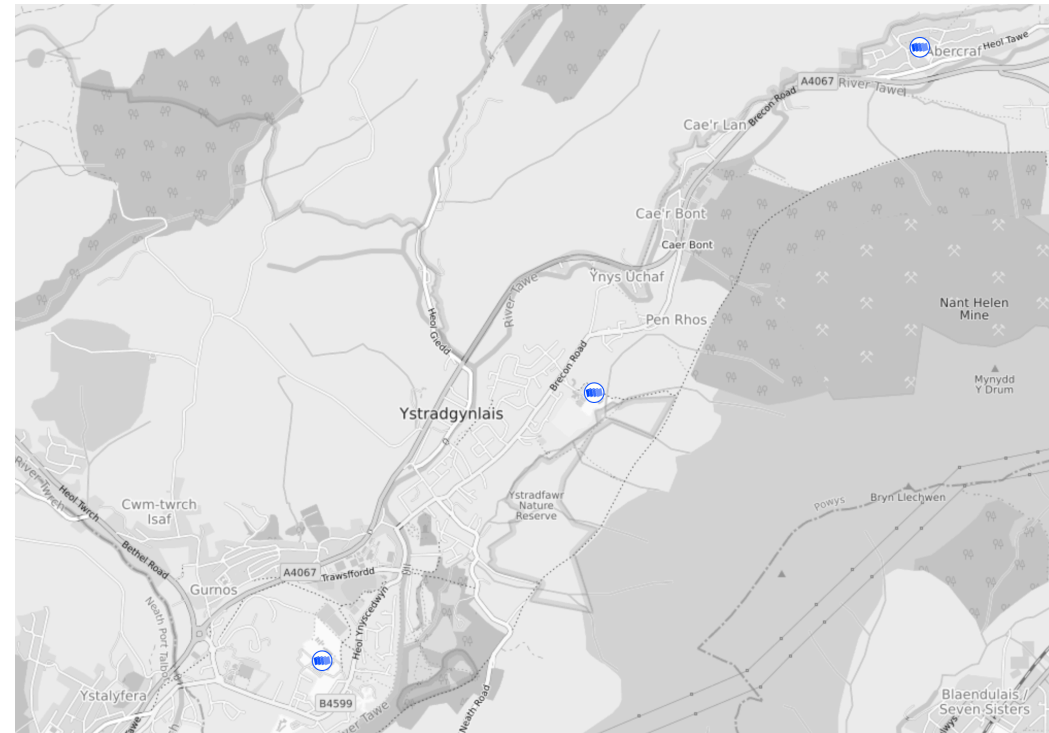 Abercraf
Heol Tawe
A4067
River Tawe
Brecon Road
Cae'r Lan
Cae'r Bont
Caer Bont
Ynys Uchaf
River Tawe
Heol Giedd
Pen Rhos
Brecon Road
Nant Helen
Mine
Mynydd
Y Drum
Ystradgynlais
River Twrch
Heol Twrch
Cwm-twrch
Isaf
Ystradfawr
Nature
Reserve
Powys
Bryn Llechwen
Bethel Road
A4067
Trawsffordd
Gurnos
Neath Port Talbot
Heol Ynyscedwyn
Ystalyfera
B4599
Neath Road
Blaendulais /
Seven Sisters